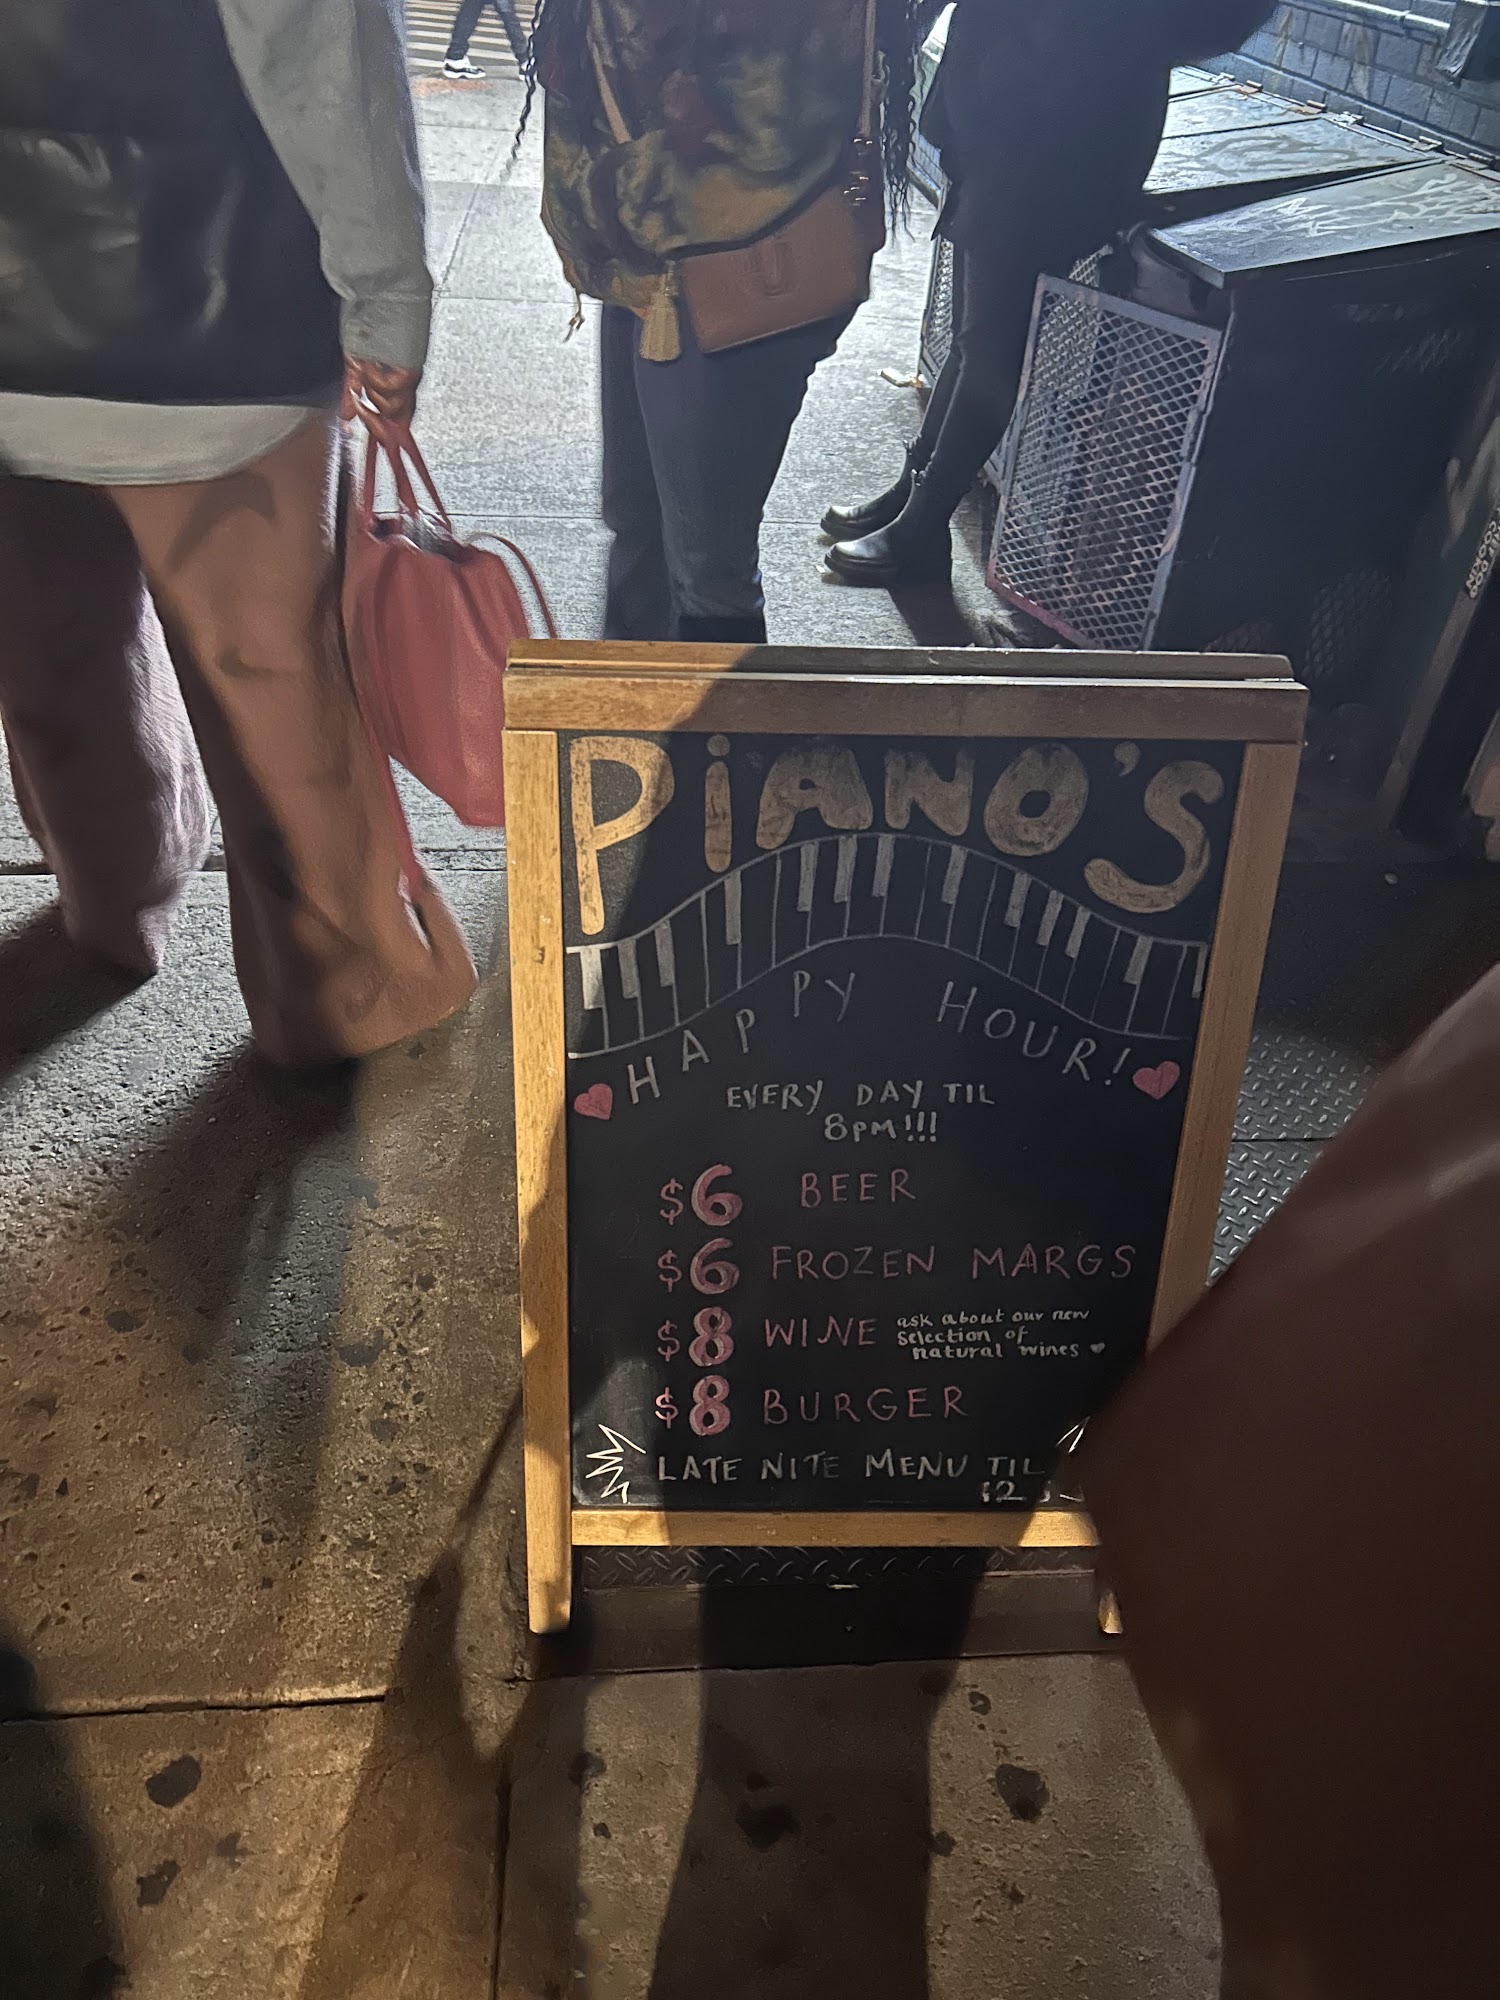 PiANO'S
HAPPY HOUR!
EVERY DAY TIL
8PM!!!
$6 BEER
$6 FROZEN MARGS
$8 WINE ask about our new
selection of
natural wines
$8 BURGER
LATE NITE MENU TIL
12